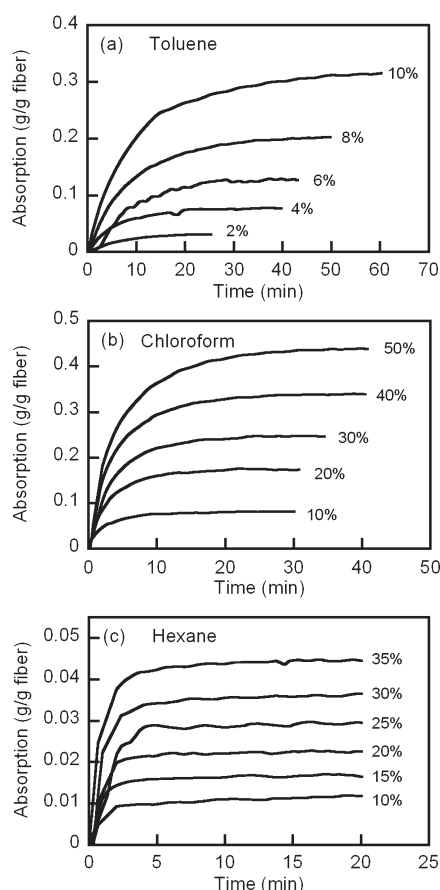 (a) Toluene
Absorption (g/g fiber)
0.4
0.3
0.2
0.1
0
10%
8%
6%
4%
2%
0 10 20 30 40 50 60 70
Time (min)
(b) Chloroform
Absorption (g/g fiber)
0.5
0.4
0.3
0.2
0.1
0
50%
40%
30%
20%
10%
0 10 20 30 40 50
Time (min)
(c) Hexane
Absorption (g/g fiber)
0.05
0.04
0.03
0.02
0.01
0
35%
30%
25%
20%
15%
10%
0 5 10 15 20 25
Time (min)